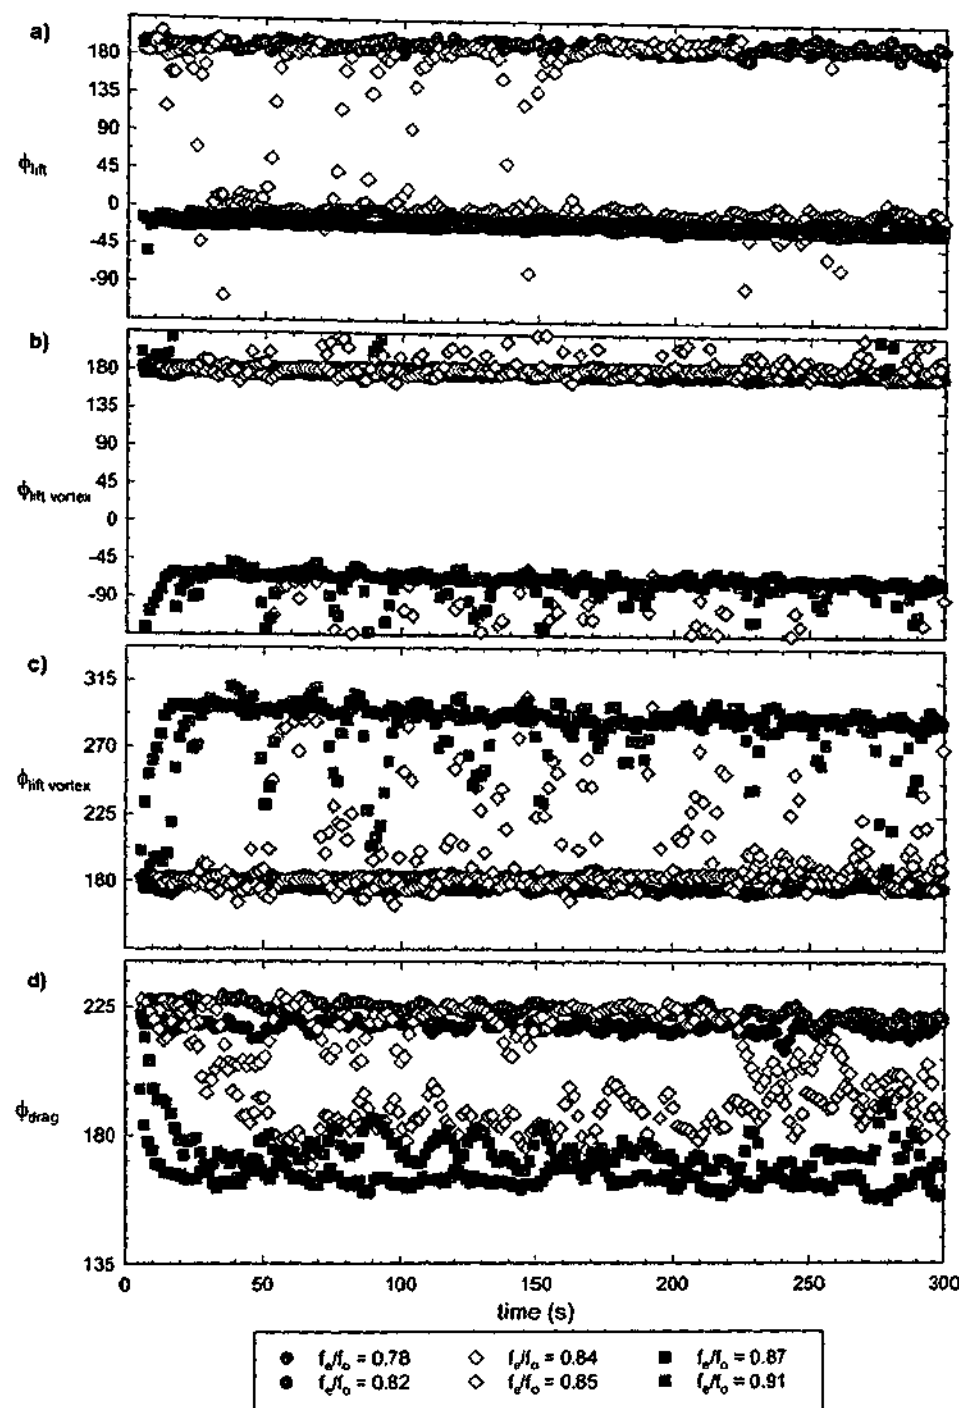 a)
180
135
90
45
0
-45
-90
ϕlift
b)
180
135
90
45
0
-45
-90
ϕlift vortex
c)
315
270
225
180
ϕlift vortex
d)
225
180
135
ϕdrag
0 50 100 150 200 250 300
time (s)
fe/fo = 0.78 fe/fo = 0.84 fe/fo = 0.87
fe/fo = 0.82 fe/fo = 0.85 fe/fo = 0.91